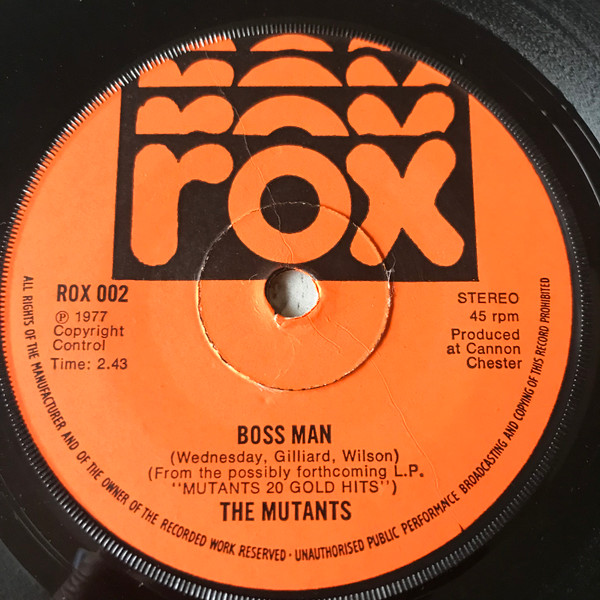 rox
rox
rox
ROX 002
℗ 1977
Copyright
Control
Time: 2.43
STEREO
45 rpm
Produced
at Cannon
Chester
BOSS MAN
(Wednesday, Gilliard, Wilson)
(From the possibly forthcoming L.P.
"MUTANTS 20 GOLD HITS")
THE MUTANTS
ALL RIGHTS OF THE MANUFACTURER AND OF THE OWNER OF THE RECORDED WORK RESERVED · UNAUTHORISED PUBLIC PERFORMANCE BROADCASTING AND COPYING OF THIS RECORD PROHIBITED